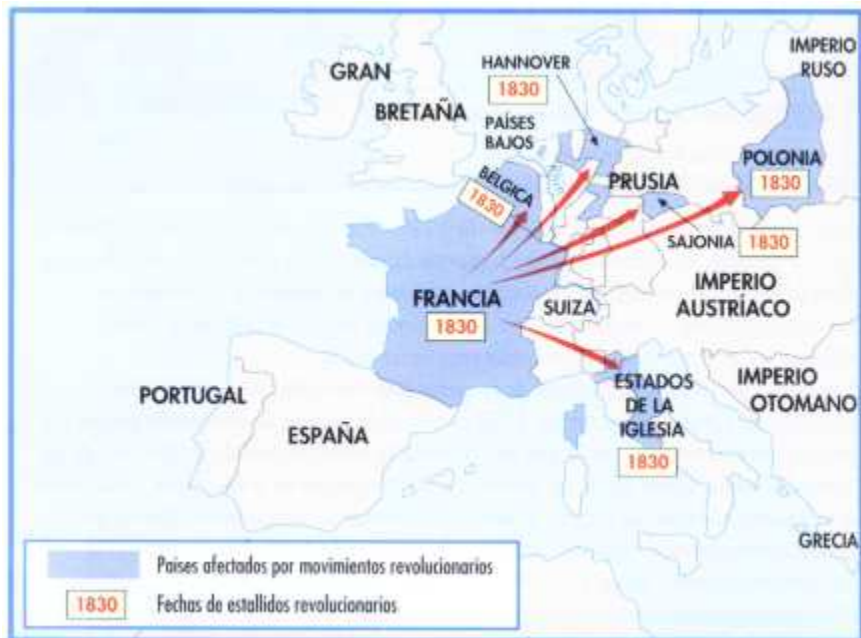 IMPERIO
RUSO
GRAN
BRETAÑA
HANNOVER
1830
PAÍSES
BAJOS
BÉLGICA
1830
PRUSIA
POLONIA
1830
SAJONIA
1830
FRANCIA
1830
SUIZA
IMPERIO
AUSTRÍACO
PORTUGAL
ESPAÑA
ESTADOS
DE LA
IGLESIA
1830
IMPERIO
OTOMANO
GRECIA
Países afectados por movimientos revolucionarios
1830
Fechas de estallidos revolucionarios